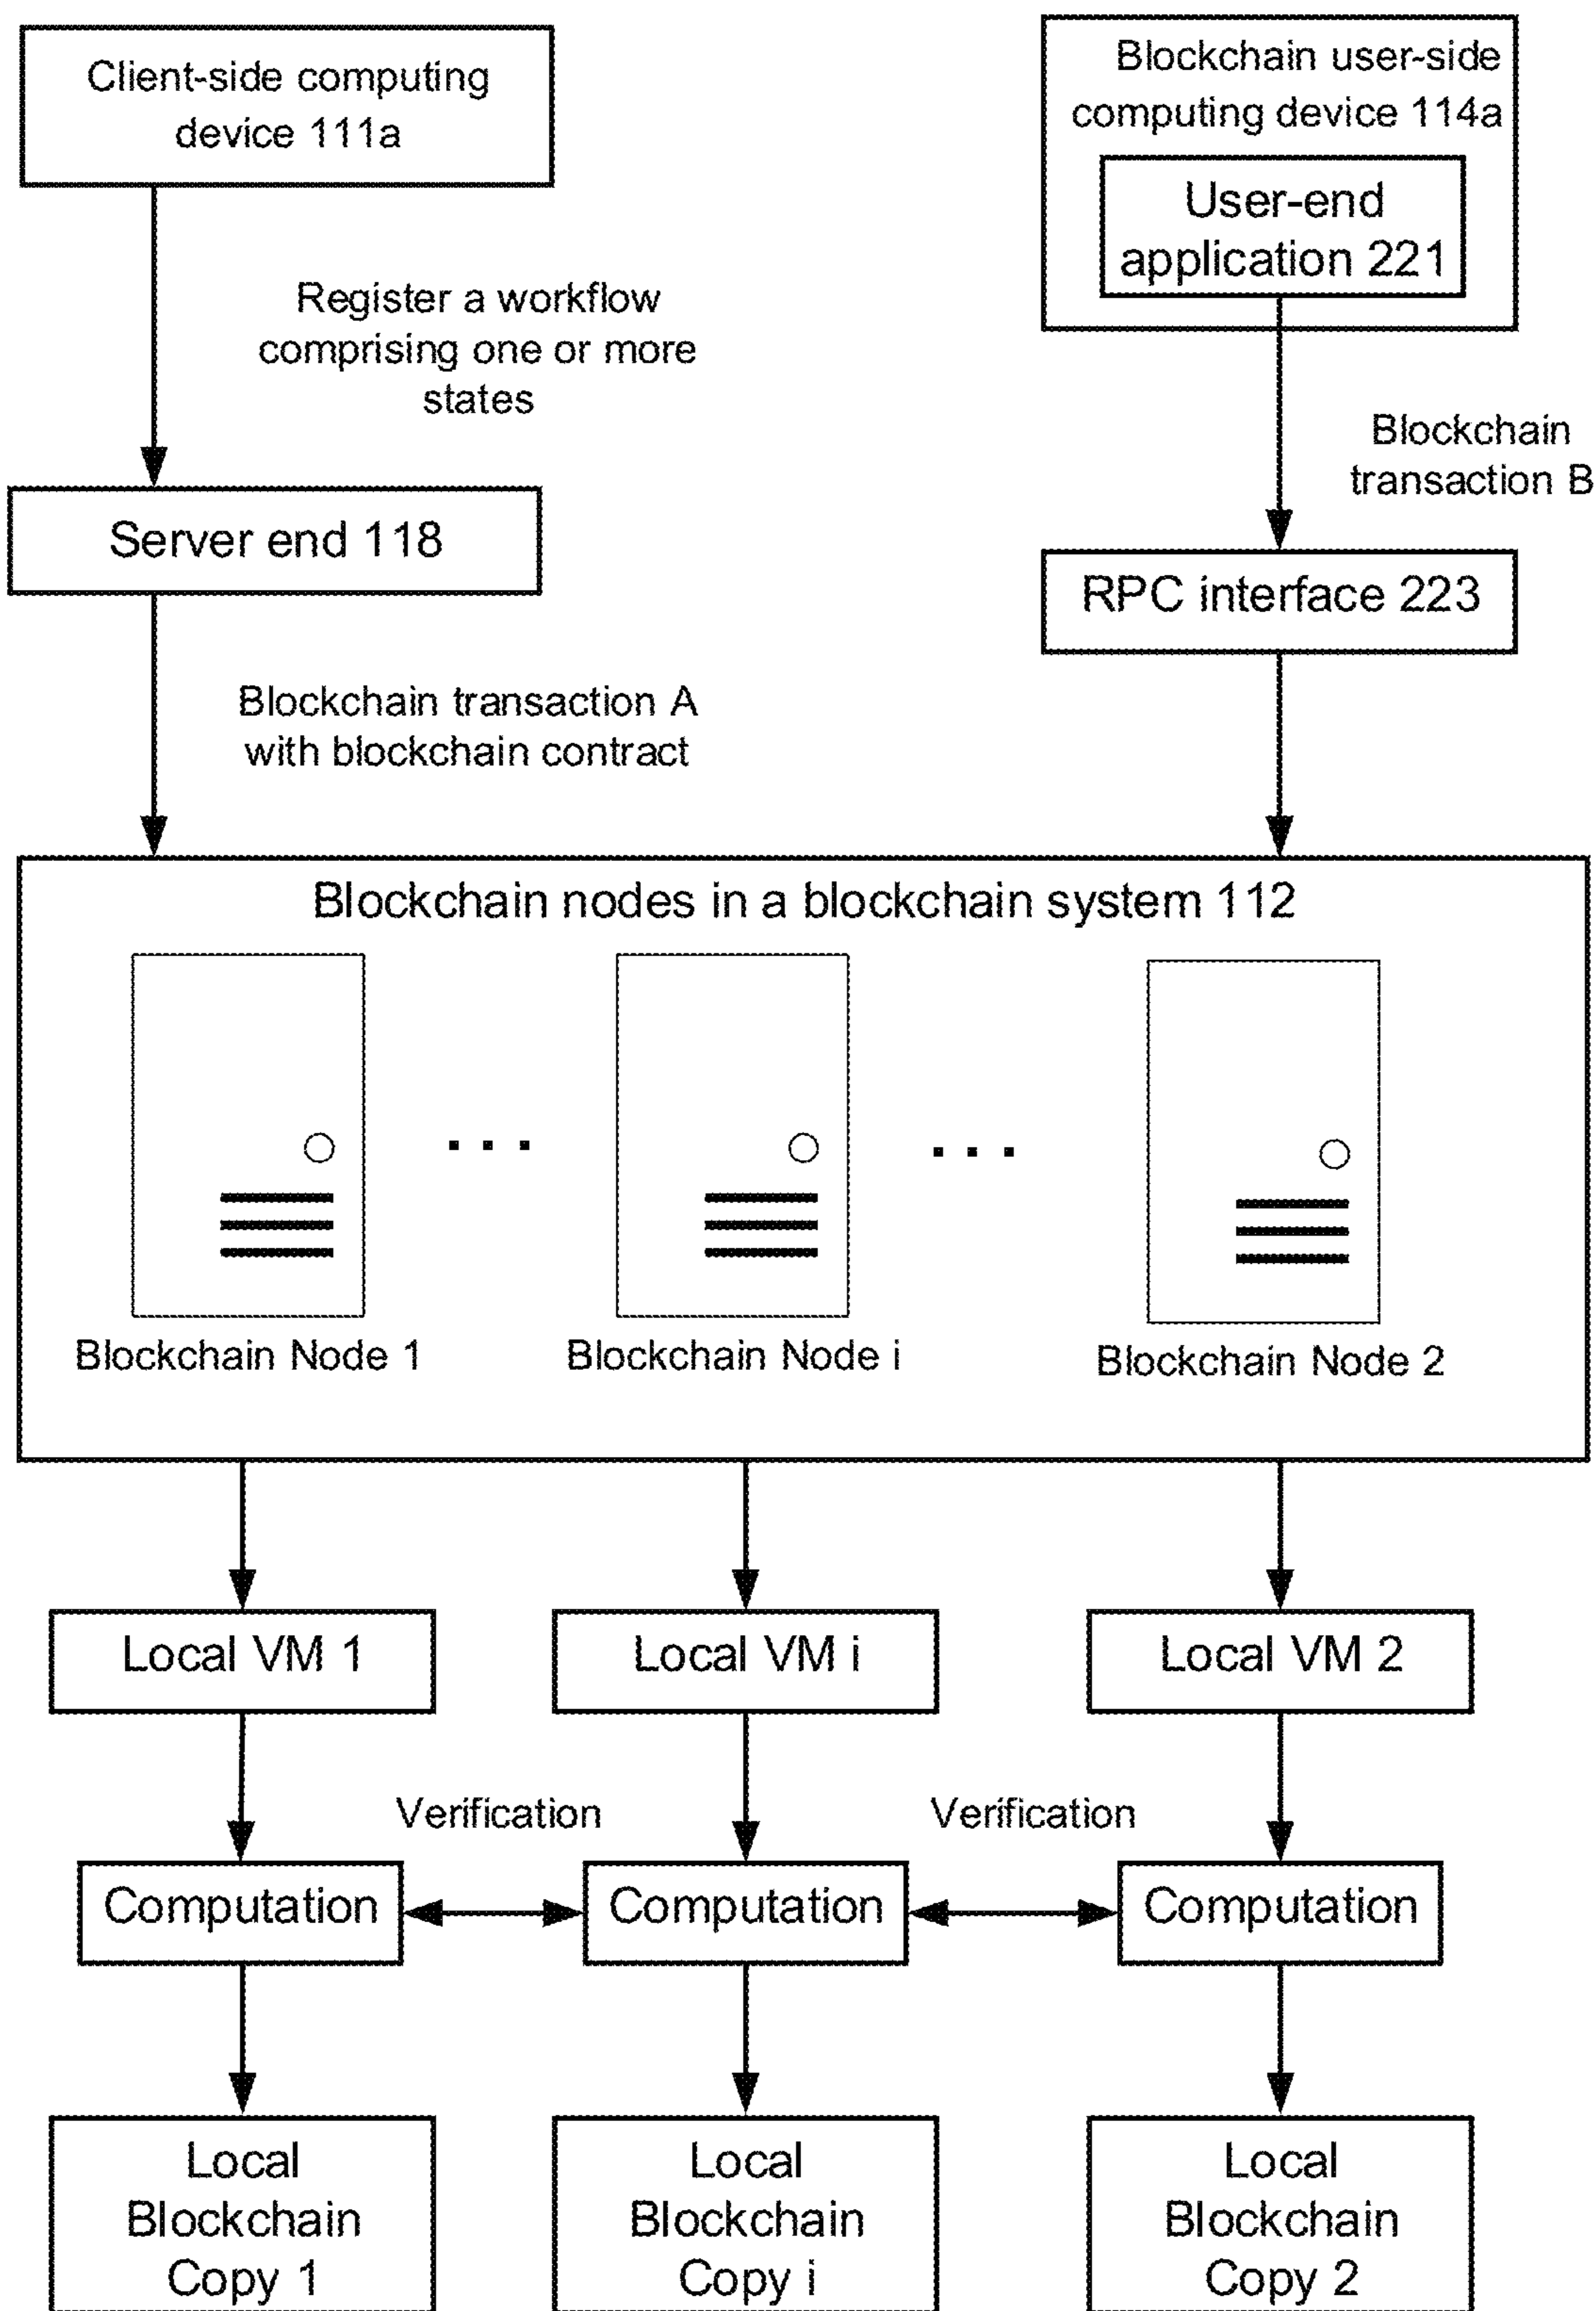 Client-side computing
device 111a
Blockchain user-side
computing device 114a
User-end
application 221
Register a workflow
comprising one or more
states
Blockchain
transaction B
Server end 118
RPC interface 223
Blockchain transaction A
with blockchain contract
Blockchain nodes in a blockchain system 112
. . .
. . .
Blockchain Node 1
Blockchain Node i
Blockchain Node 2
Local VM 1
Local VM i
Local VM 2
Verification
Verification
Computation
Computation
Computation
Local
Blockchain
Copy 1
Local
Blockchain
Copy i
Local
Blockchain
Copy 2